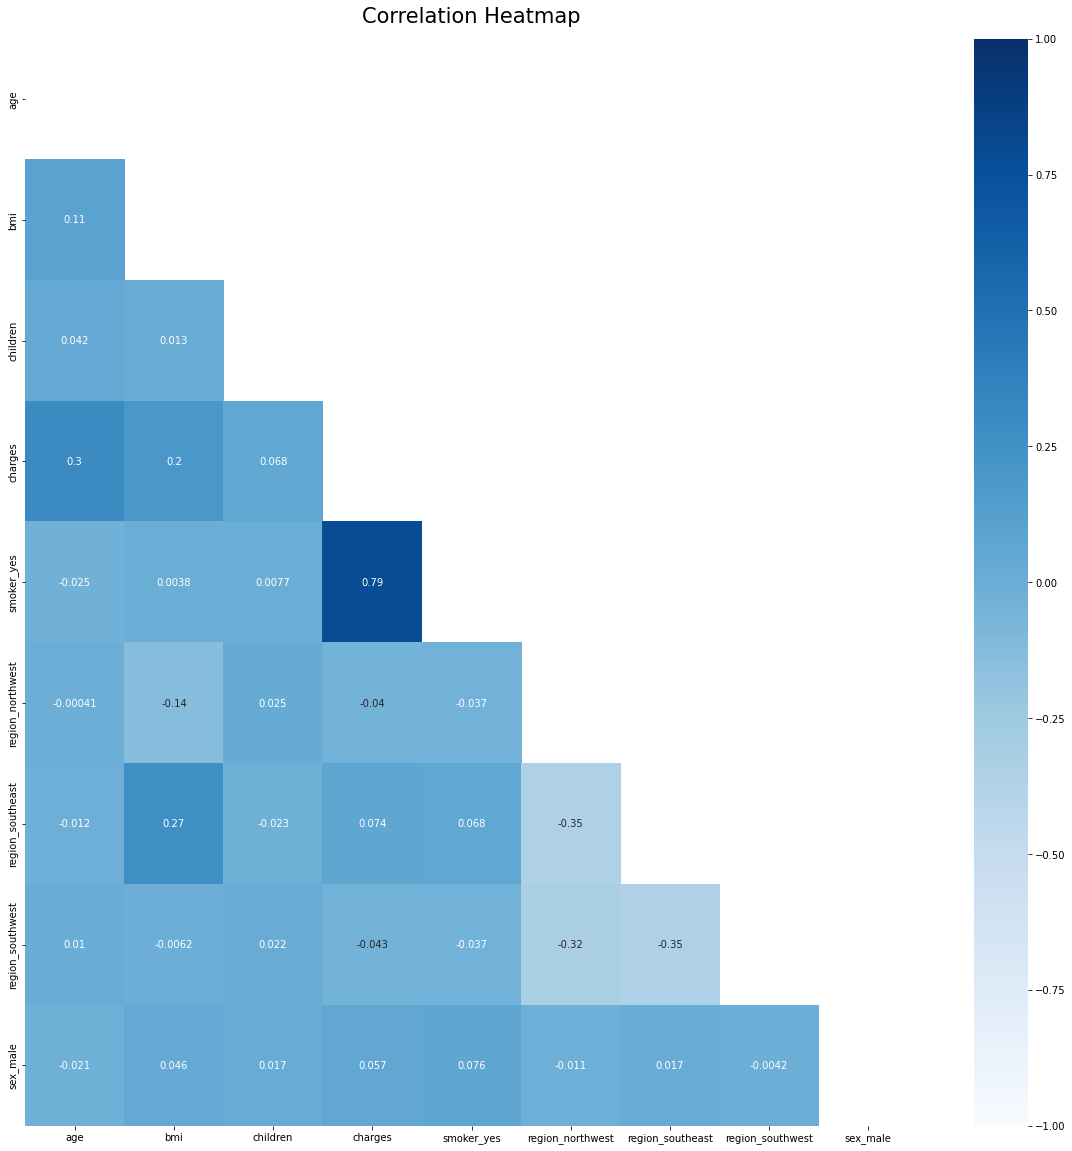 Correlation Heatmap
age
bmi
0.11
children
0.042 0.013
charges
0.3 0.2 0.068
smoker_yes
-0.025 0.0038 0.0077 0.79
region_northwest
-0.00041 -0.14 0.025 -0.04 -0.037
region_southeast
-0.012 0.27 -0.023 0.074 0.068 -0.35
region_southwest
0.01 -0.0062 0.022 -0.043 -0.037 -0.32 -0.35
sex_male
-0.021 0.046 0.017 0.057 0.076 -0.011 0.017 -0.0042
age bmi children charges smoker_yes region_northwest region_southeast region_southwest sex_male
1.00
0.75
0.50
0.25
0.00
−0.25
−0.50
−0.75
−1.00